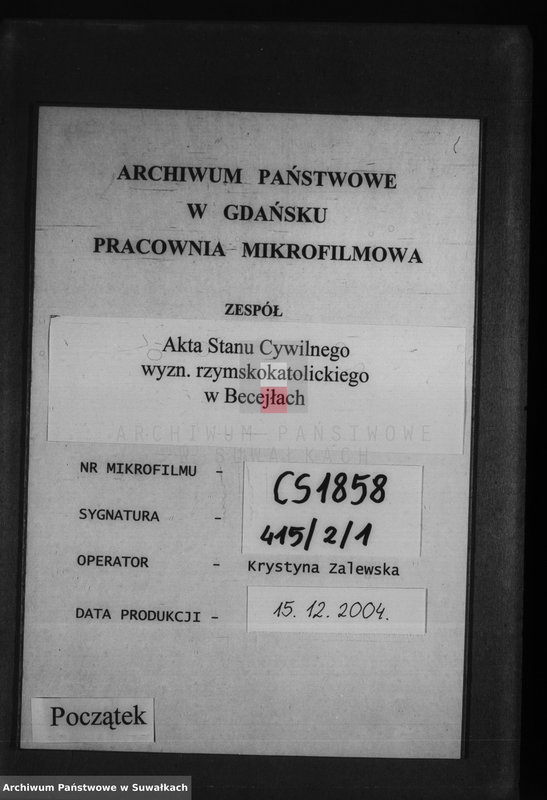 ARCHIWUM PAŃSTWOWE
W GDAŃSKU
PRACOWNIA MIKROFILMOWA
ZESPÓŁ
Akta Stanu Cywilnego
wyzn. rzymskokatolickiego
w Becejłach
ARCHIWUM PAŃSTWOWE
W SUWAŁKACH
NR MIKROFILMU - CS1858
SYGNATURA - 415/2/1
OPERATOR - Krystyna Zalewska
DATA PRODUKCJI - 15.12.2004.
Początek
Archiwum Państwowe w Suwałkach